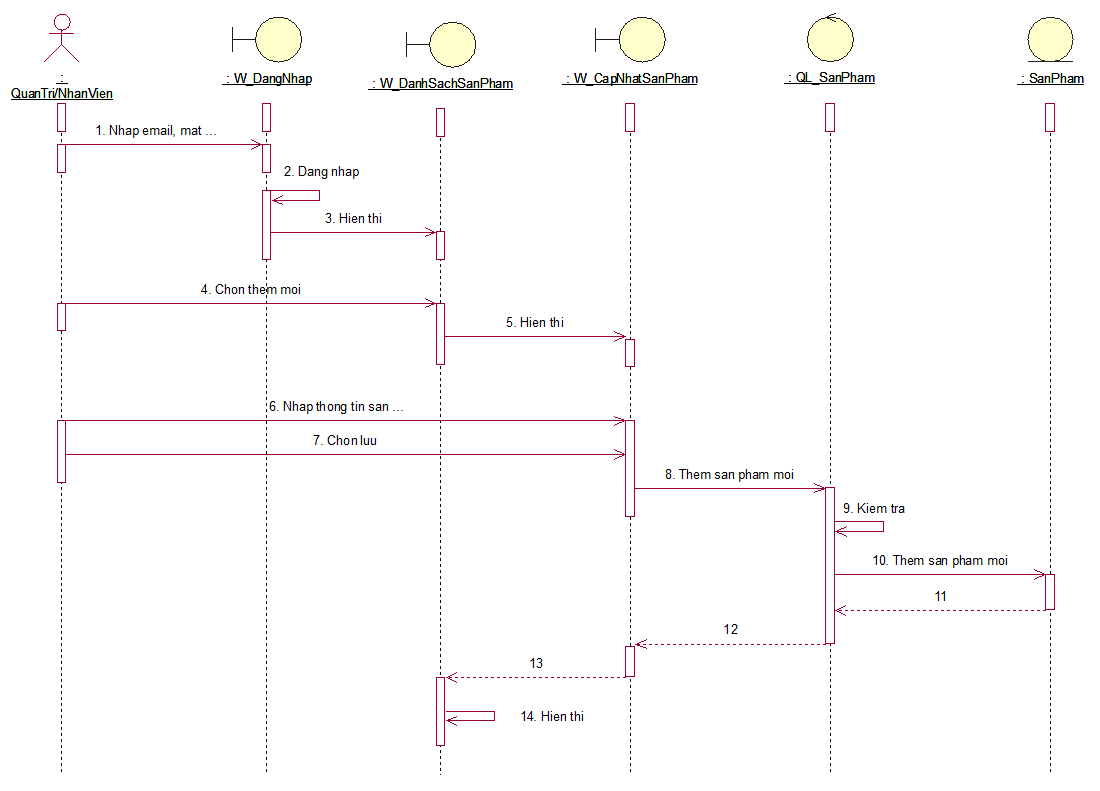 :
QuanTri/NhanVien
: W_DangNhap
: W_DanhSachSanPham
: W_CapNhatSanPham
: QL_SanPham
: SanPham
1. Nhap email, mat ...
2. Dang nhap
3. Hien thi
4. Chon them moi
5. Hien thi
6. Nhap thong tin san ...
7. Chon luu
8. Them san pham moi
9. Kiem tra
10. Them san pham moi
11
12
13
14. Hien thi